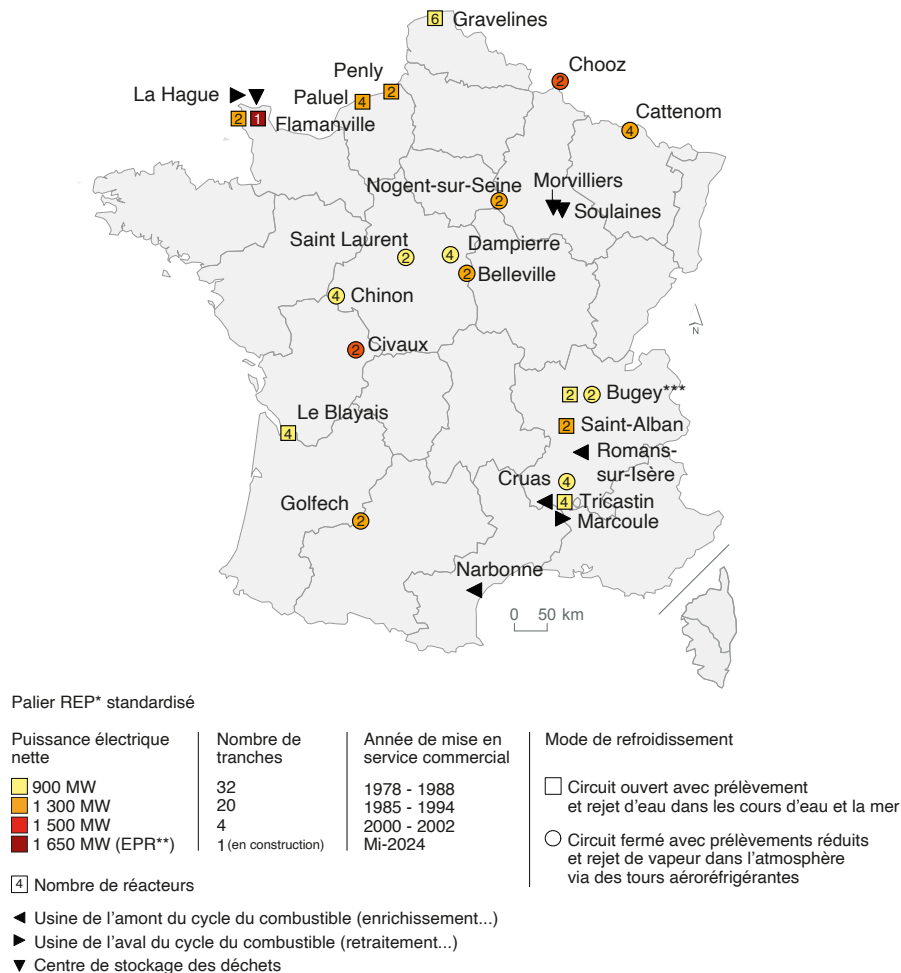 6 Gravelines
Chooz
2
Penly
2
La Hague
Paluel 4
Cattenom
4
2 1 Flamanville
Nogent-sur-Seine
2
Morvilliers
Soulaines
Saint Laurent
2
Dampierre
4
2 Belleville
4 Chinon
N
2 Civaux
2 2 Bugey***
Le Blayais
4
2 Saint-Alban
Romans-
sur-Isère
Cruas 4
4 Tricastin
Marcoule
Golfech
2
Narbonne
0 50 km
Palier REP* standardisé
Puissance électrique
nette
Nombre de
tranches
Année de mise en
service commercial
Mode de refroidissement
900 MW 32 1978 - 1988
1 300 MW 20 1985 - 1994
1 500 MW 4 2000 - 2002
1 650 MW (EPR**) 1 (en construction) Mi-2024
Circuit ouvert avec prélèvement
et rejet d'eau dans les cours d'eau et la mer
Circuit fermé avec prélèvements réduits
et rejet de vapeur dans l'atmosphère
via des tours aéroréfrigérantes
4 Nombre de réacteurs
Usine de l'amont du cycle du combustible (enrichissement...)
Usine de l'aval du cycle du combustible (retraitement...)
Centre de stockage des déchets